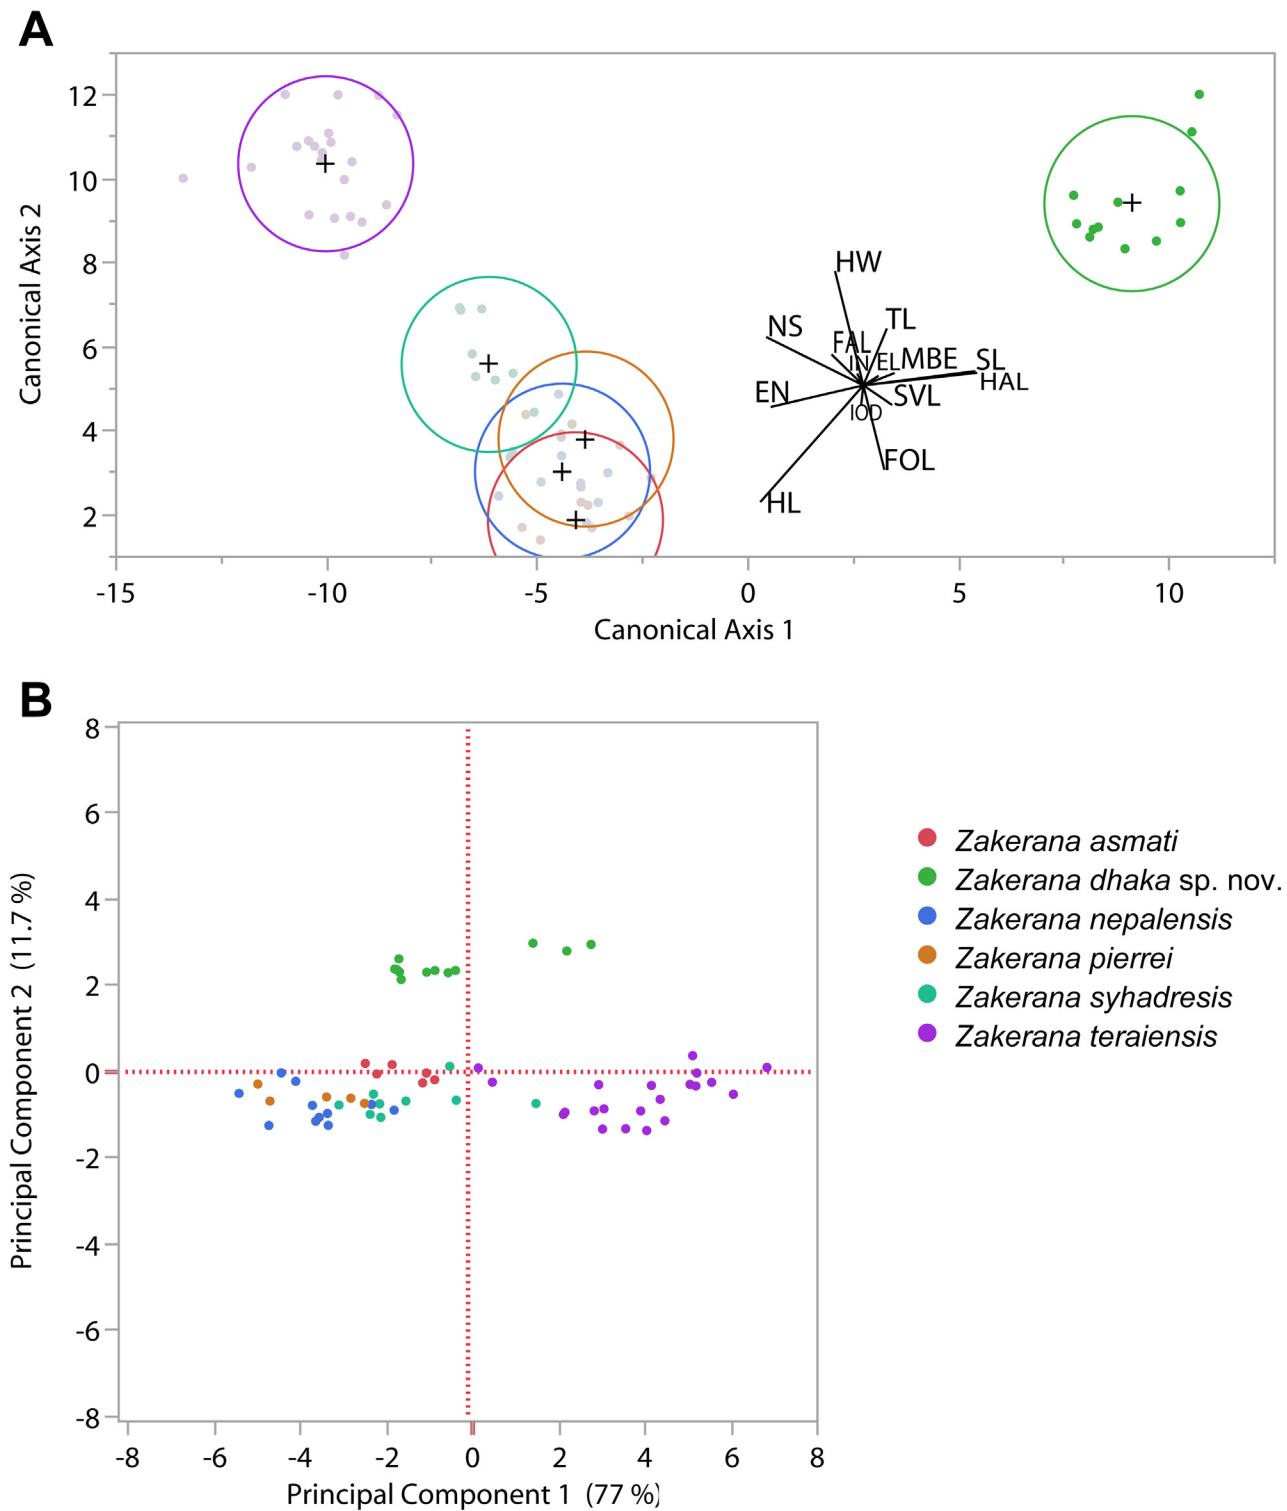 A
12
10
8
6
4
2
Canonical Axis 2
HW
NS
TL
FAL
IN
EL
MBE
SL
HAL
EN
SVL
IOD
FOL
HL
-15
-10
-5
0
5
10
Canonical Axis 1
B
8
6
4
2
0
-2
-4
-6
-8
Principal Component 2 (11.7 %)
-8
-6
-4
-2
0
2
4
6
8
Principal Component 1 (77 %)
Zakerana asmati
Zakerana dhaka sp. nov.
Zakerana nepalensis
Zakerana pierrei
Zakerana syhadresis
Zakerana teraiensis